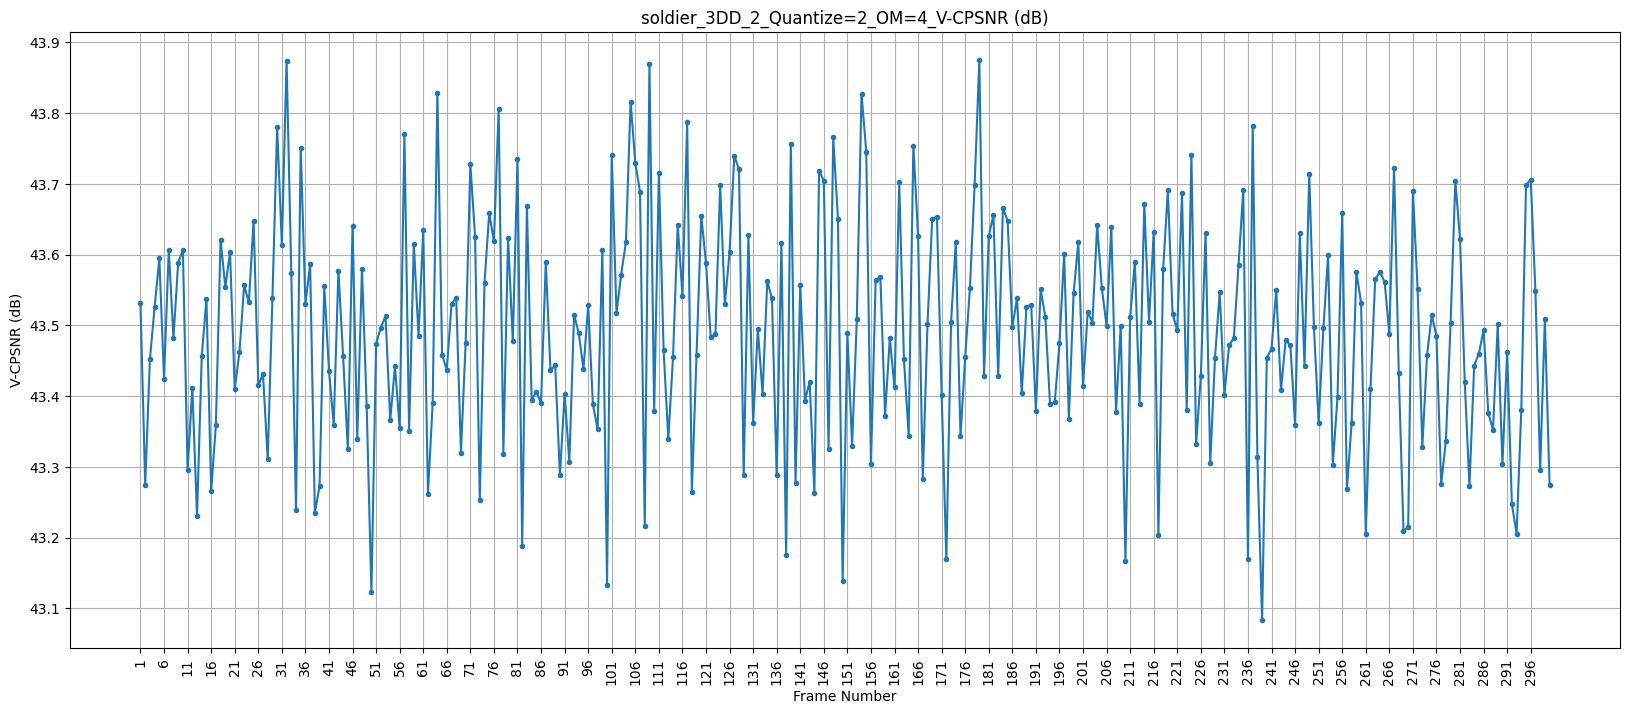 soldier_3DD_2_Quantize=2_OM=4_V-CPSNR (dB)
V-CPSNR (dB)
43.9
43.8
43.7
43.6
43.5
43.4
43.3
43.2
43.1
1 6 11 16 21 26 31 36 41 46 51 56 61 66 71 76 81 86 91 96 101 106 111 116 121 126 131 136 141 146 151 156 161 166 171 176 181 186 191 196 201 206 211 216 221 226 231 236 241 246 251 256 261 266 271 276 281 286 291 296
Frame Number